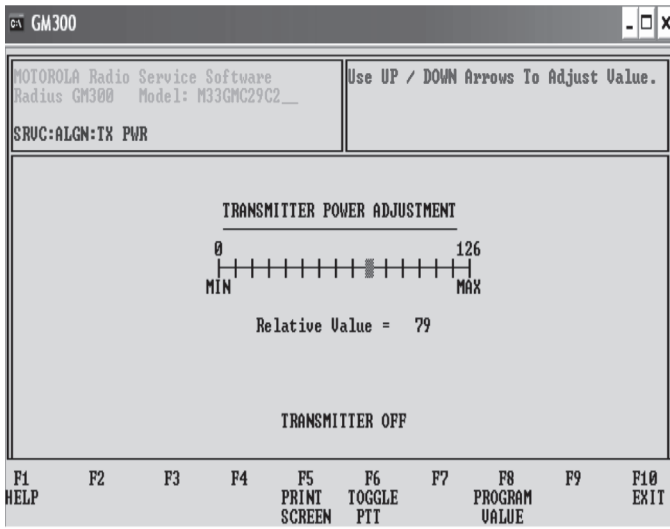 GM300
MOTOROLA Radio Service Software
Radius GM300 Model: M33GMC29C2__
SRVC:ALGN:TX PWR
Use UP / DOWN Arrows To Adjust Value.
TRANSMITTER POWER ADJUSTMENT
0 126
MIN MAX
Relative Value = 79
TRANSMITTER OFF
F1 F2 F3 F4 F5 F6 F7 F8 F9 F10
HELP PRINT TOGGLE PROGRAM EXIT
SCREEN PTT VALUE